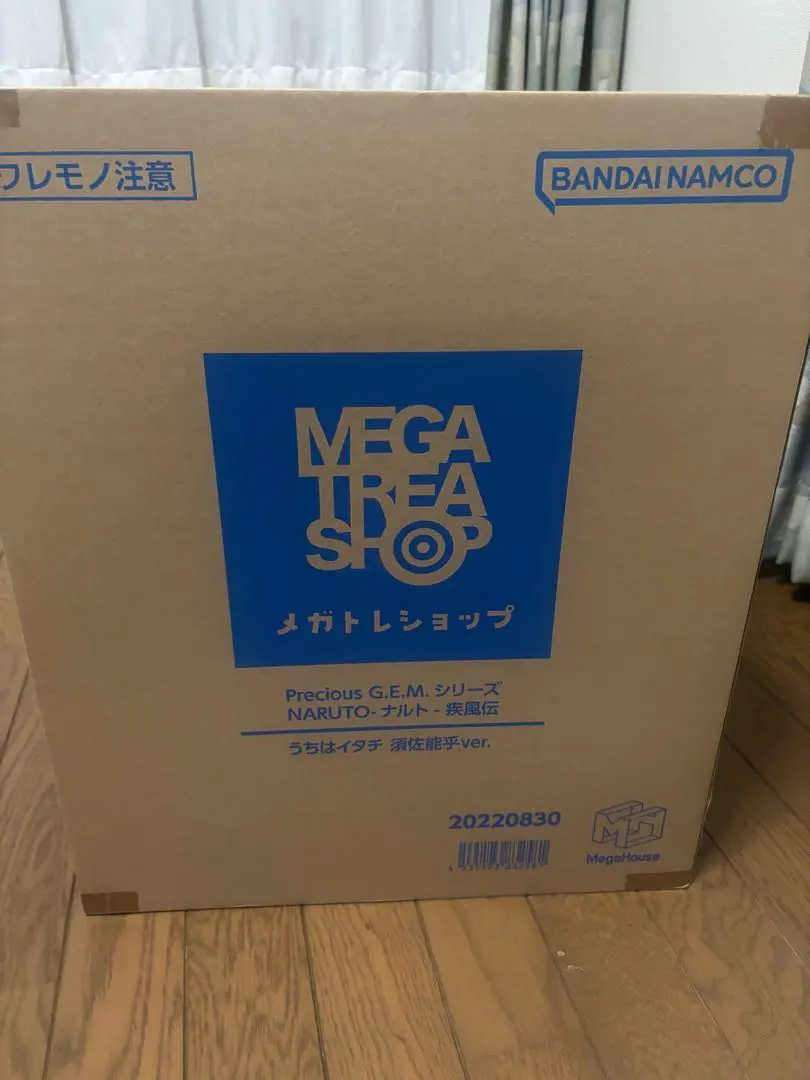 ワレモノ注意
BANDAI NAMCO
MEGA
TREA
SHOP
メガトレショップ
Precious G.E.M. シリーズ
NARUTO-ナルト- 疾風伝
うちはイタチ 須佐能乎ver.
20220830
MegaHouse